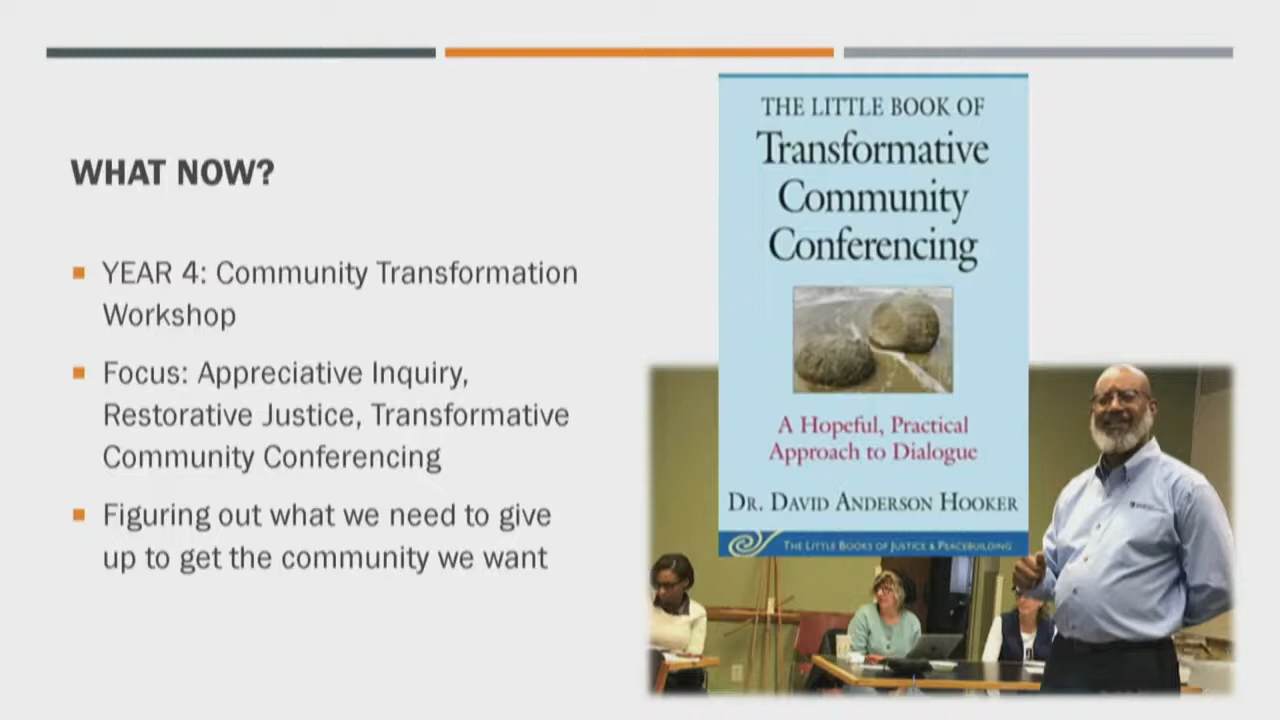 WHAT NOW?
YEAR 4: Community Transformation
Workshop
Focus: Appreciative Inquiry,
Restorative Justice, Transformative
Community Conferencing
Figuring out what we need to give
up to get the community we want
THE LITTLE BOOK OF
Transformative
Community
Conferencing
A Hopeful, Practical
Approach to Dialogue
DR. DAVID ANDERSON HOOKER
THE LITTLE BOOKS OF JUSTICE & PEACEBUILDING